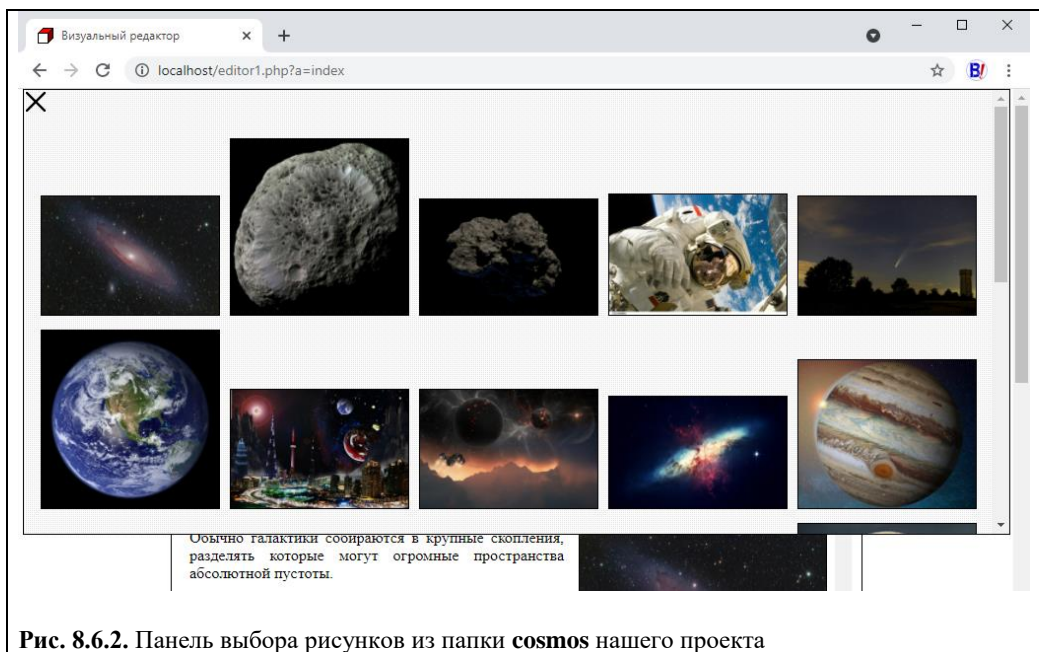 Визуальный редактор
localhost/editor1.php?a=index
B!
Обычно галактики собираются в крупные скопления,
разделять которые могут огромные пространства
абсолютной пустоты.
Рис. 8.6.2. Панель выбора рисунков из папки cosmos нашего проекта